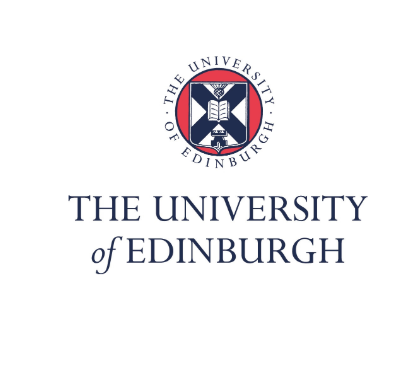 THE UNIVERSITY
OF EDINBURGH
THE UNIVERSITY
of EDINBURGH